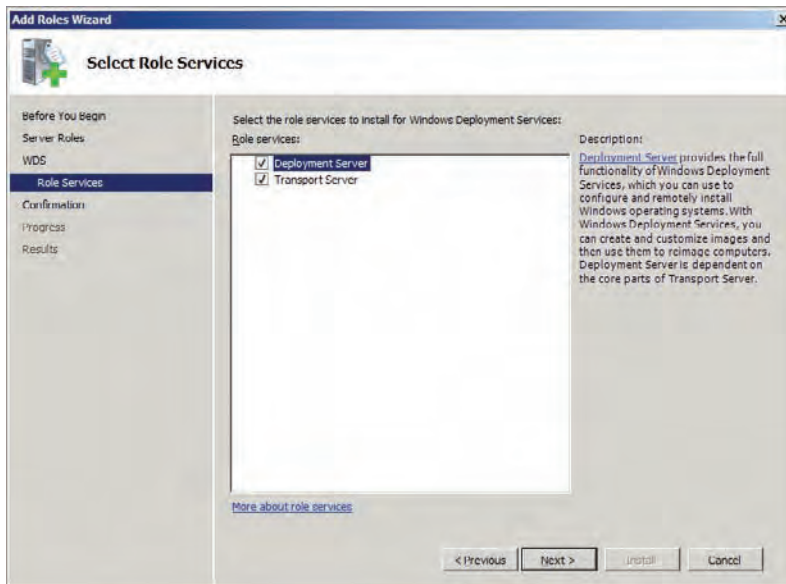 Add Roles Wizard
Select Role Services
Before You Begin
Server Roles
WDS
Role Services
Confirmation
Progress
Results
Select the role services to install for Windows Deployment Services:
Role services:
Deployment Server
Transport Server
More about role services
Description:
Deployment Server provides the full
functionality of Windows Deployment
Services, which you can use to
configure and remotely install
Windows operating systems. With
Windows Deployment Services, you
can create and customize images and
then use them to reimage computers.
Deployment Server is dependent on
the core parts of Transport Server.
< Previous
Next >
Install
Cancel